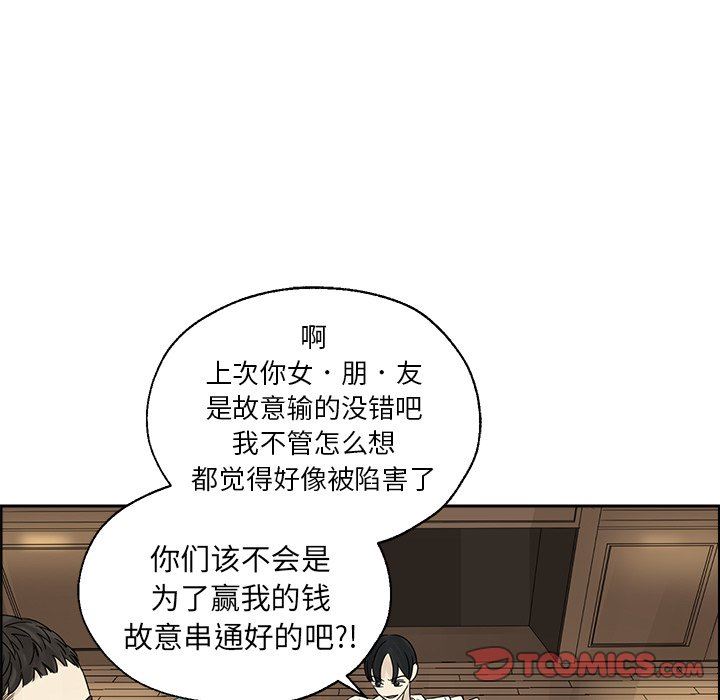 啊
上次你女·朋·友
是故意输的没错吧
我不管怎么想
都觉得好像被陷害了
你们该不会是
为了赢我的钱
故意串通好的吧?!
TOOMICS.COM